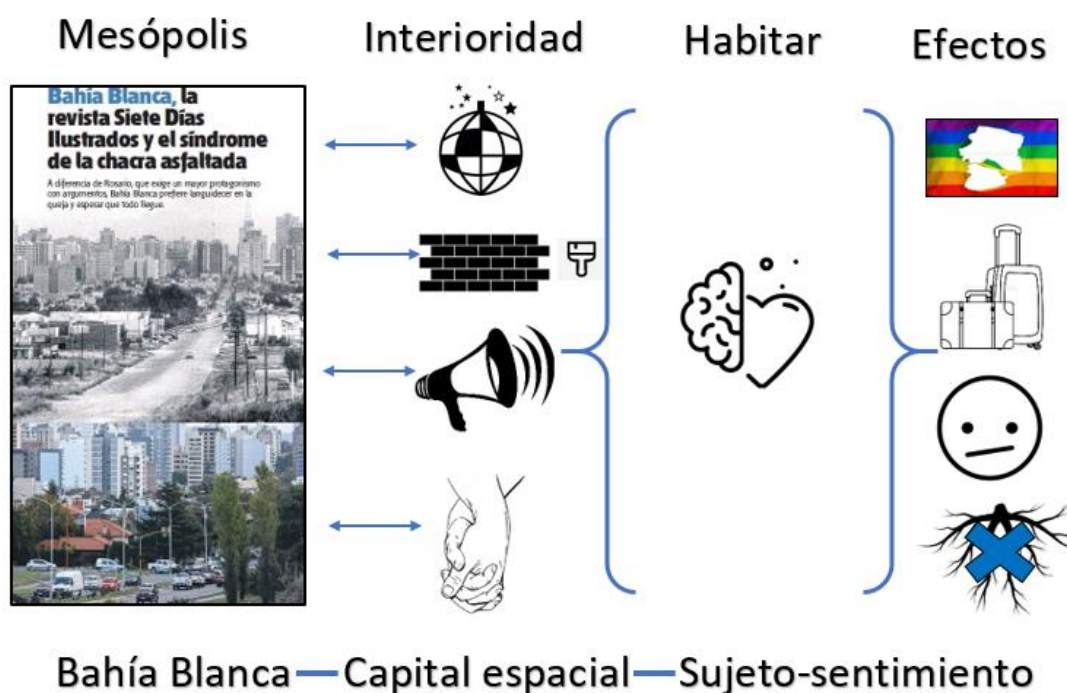 Mesópolis
Interioridad
Habitar
Efectos
Bahía Blanca, la
revista Siete Días
Ilustrados y el síndrome
de la chacra asfaltada
A diferencia de Rosario, que exige un mayor protagonismo
con argumentos, Bahía Blanca prefiere languidecer en la
queja y esperar que todo llegue.
Bahía Blanca — Capital espacial — Sujeto-sentimiento